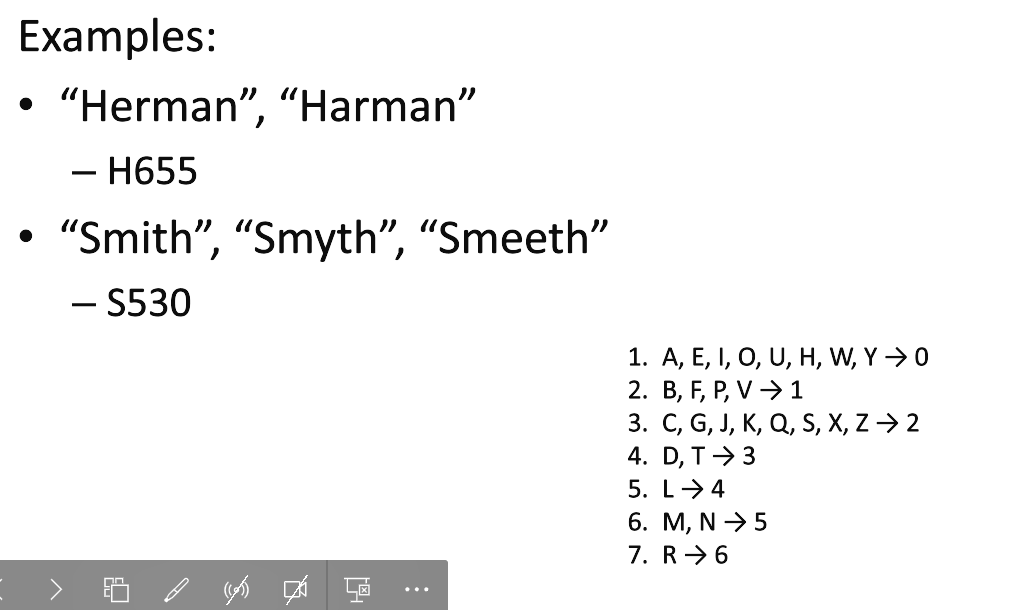 Examples:
• “Herman”, “Harman”
– H655
• “Smith”, “Smyth”, “Smeeth”
– S530
1. A, E, I, O, U, H, W, Y → 0
2. B, F, P, V → 1
3. C, G, J, K, Q, S, X, Z → 2
4. D, T → 3
5. L → 4
6. M, N → 5
7. R → 6